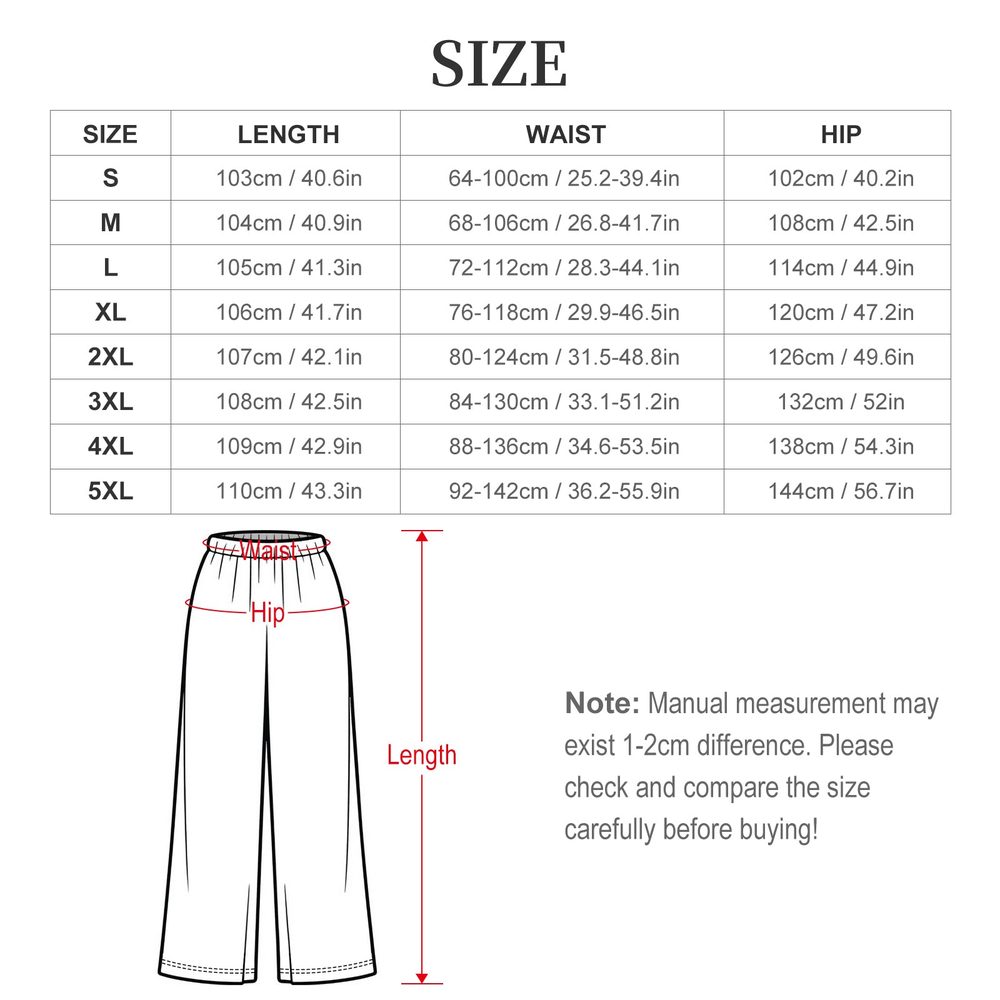 SIZE
SIZE LENGTH WAIST HIP
S 103cm / 40.6in 64-100cm / 25.2-39.4in 102cm / 40.2in
M 104cm / 40.9in 68-106cm / 26.8-41.7in 108cm / 42.5in
L 105cm / 41.3in 72-112cm / 28.3-44.1in 114cm / 44.9in
XL 106cm / 41.7in 76-118cm / 29.9-46.5in 120cm / 47.2in
2XL 107cm / 42.1in 80-124cm / 31.5-48.8in 126cm / 49.6in
3XL 108cm / 42.5in 84-130cm / 33.1-51.2in 132cm / 52in
4XL 109cm / 42.9in 88-136cm / 34.6-53.5in 138cm / 54.3in
5XL 110cm / 43.3in 92-142cm / 36.2-55.9in 144cm / 56.7in
Waist
Hip
Length
Note: Manual measurement may
exist 1-2cm difference. Please
check and compare the size
carefully before buying!